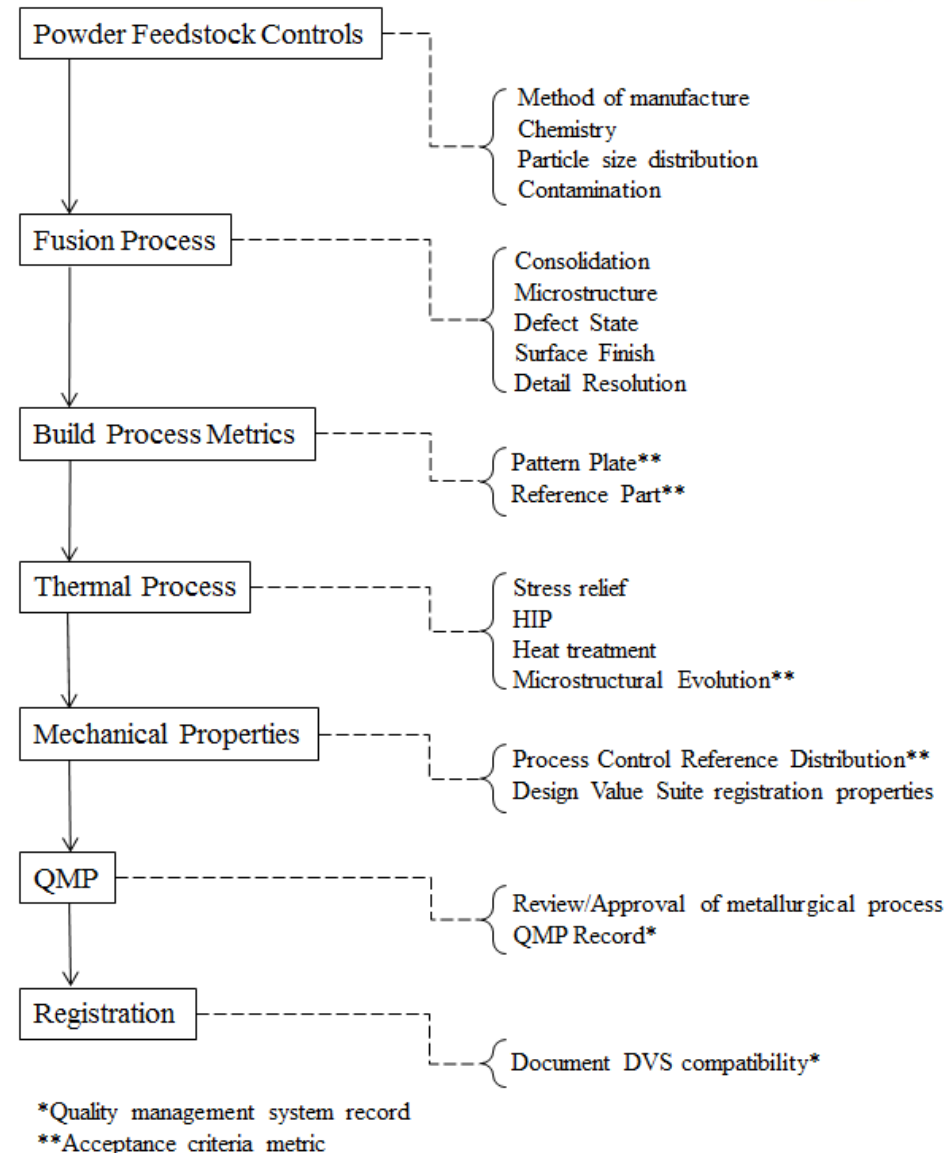 Powder Feedstock Controls
Method of manufacture
Chemistry
Particle size distribution
Contamination
Fusion Process
Consolidation
Microstructure
Defect State
Surface Finish
Detail Resolution
Build Process Metrics
Pattern Plate**
Reference Part**
Thermal Process
Stress relief
HIP
Heat treatment
Microstructural Evolution**
Mechanical Properties
Process Control Reference Distribution**
Design Value Suite registration properties
QMP
Review/Approval of metallurgical process
QMP Record*
Registration
Document DVS compatibility*
*Quality management system record
**Acceptance criteria metric